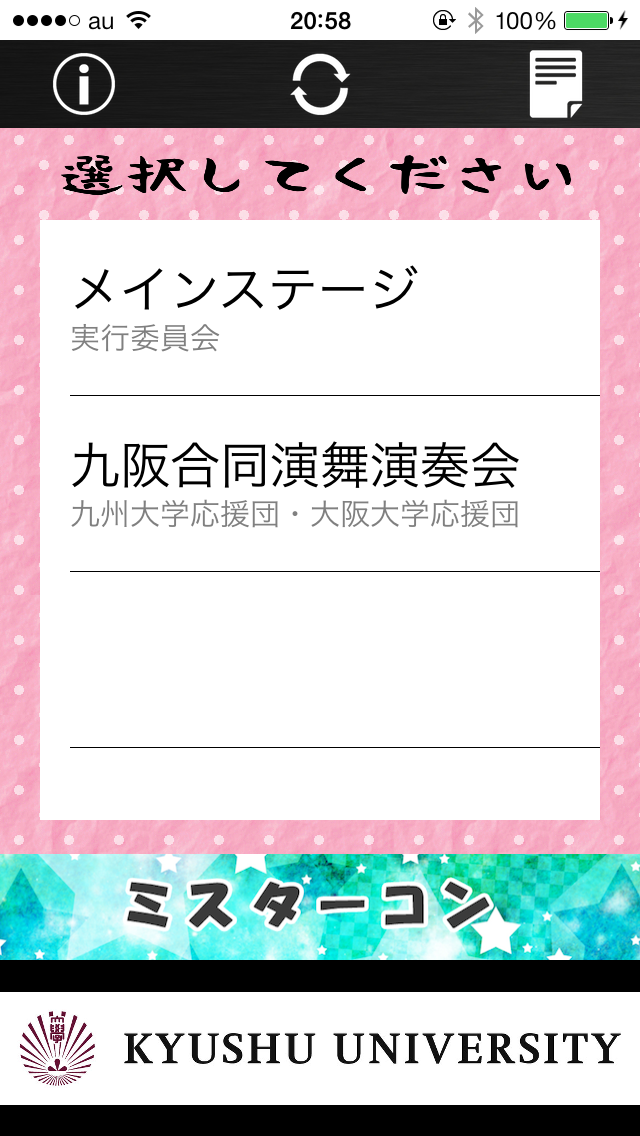 au 20:58 100%
選択してください
メインステージ
実行委員会
九阪合同演舞演奏会
九州大学応援団・大阪大学応援団
ミスターコン
KYUSHU UNIVERSITY